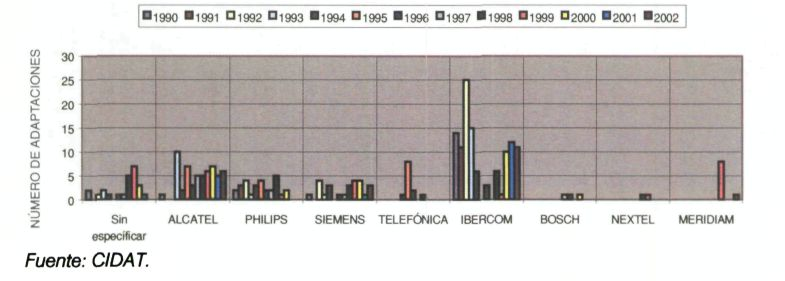 1990 1991 1992 1993 1994 1995 1996 1997 1998 1999 2000 2001 2002
NÚMERO DE ADAPTACIONES
30
25
20
15
10
5
0
Sin especificar ALCATEL PHILIPS SIEMENS TELEFÓNICA IBERCOM BOSCH NEXTEL MERIDIAM
Fuente: CIDAT.